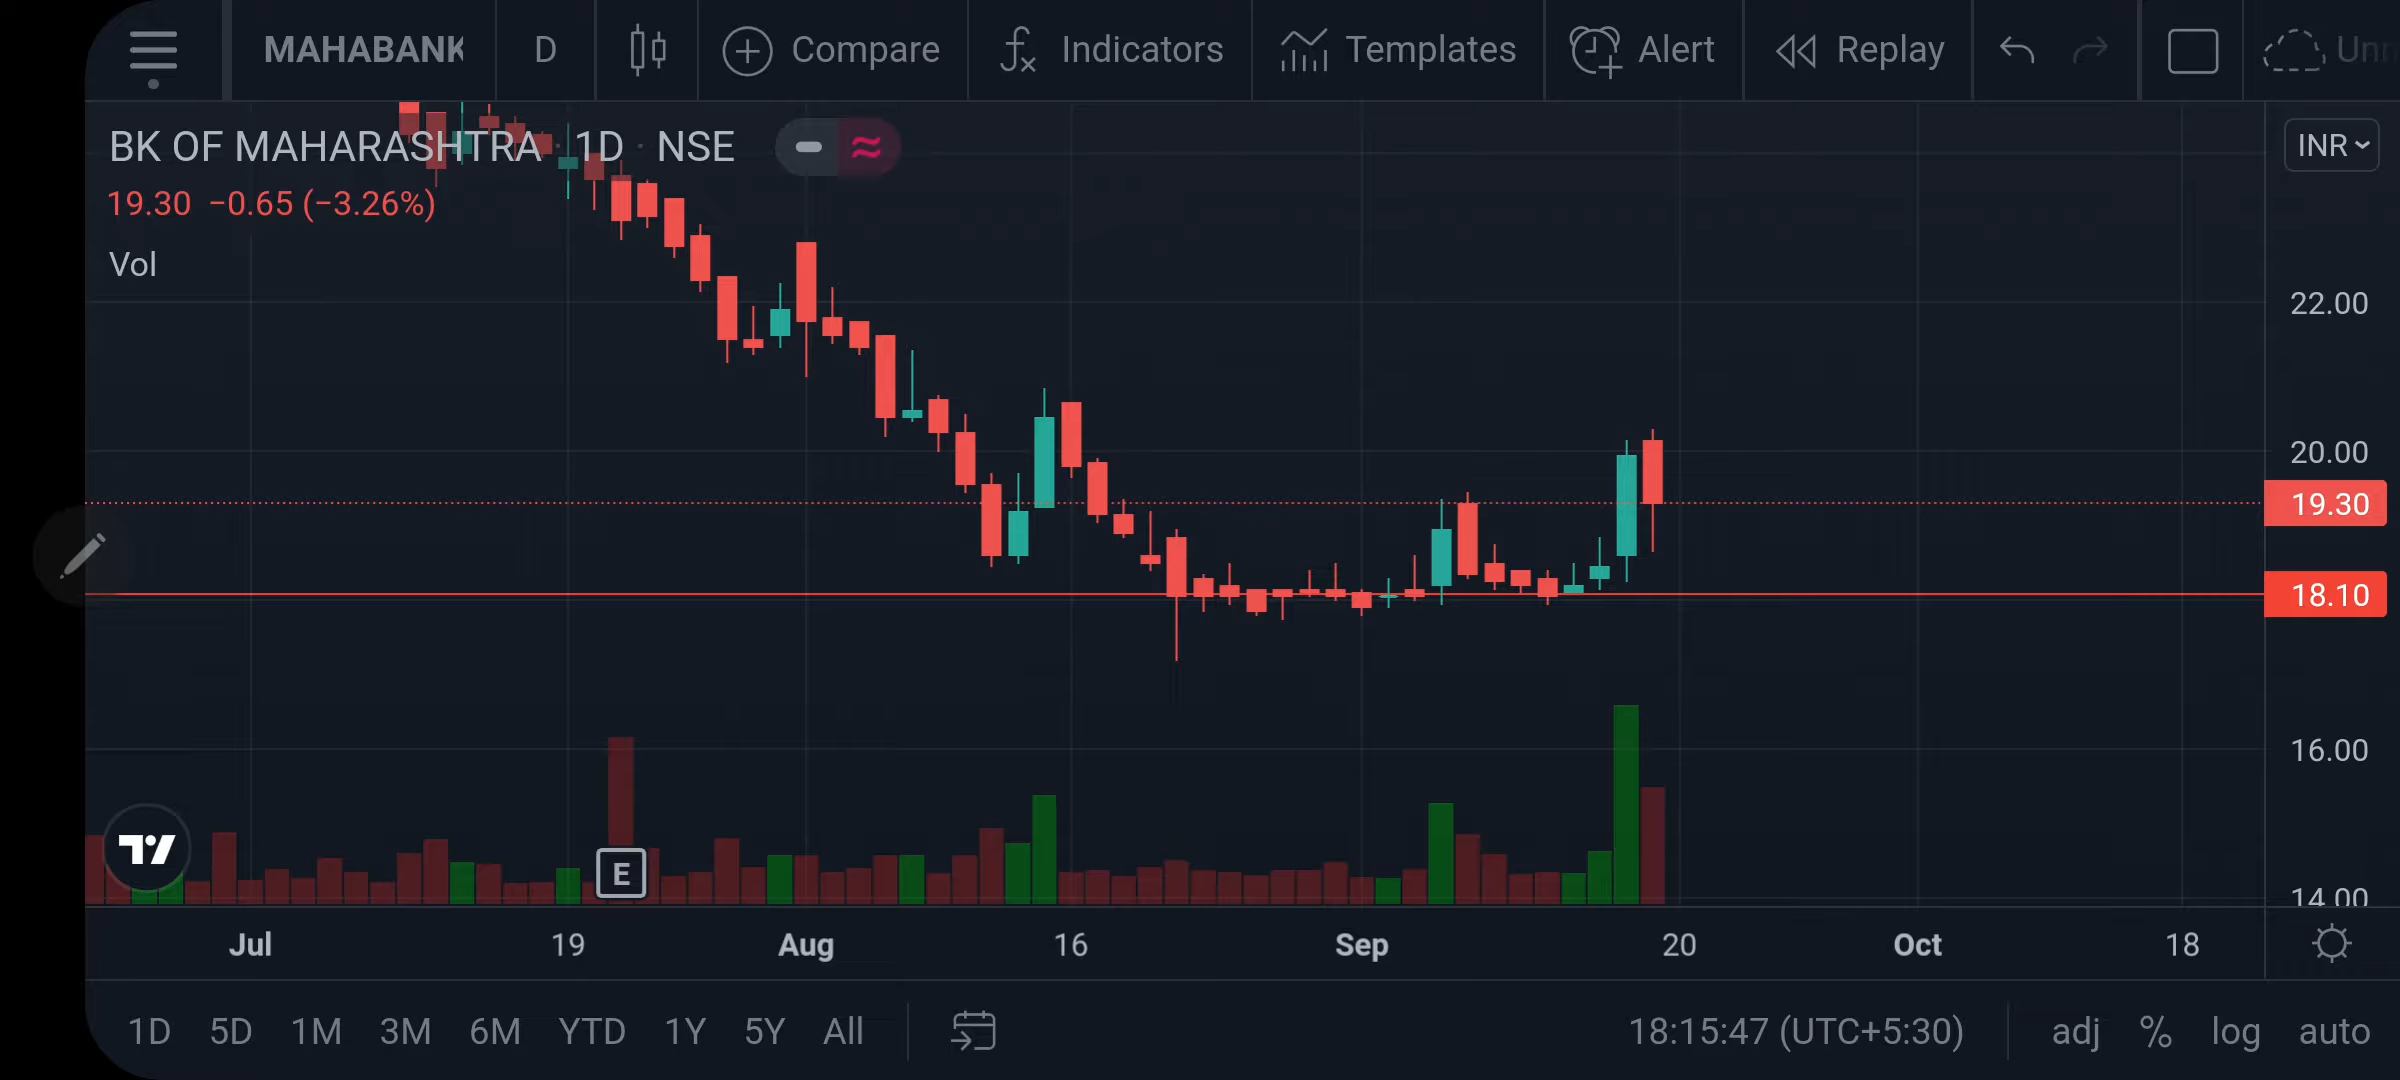 MAHABANK D Compare Indicators Templates Alert Replay
BK OF MAHARASHTRA · 1D · NSE
INR
19.30 −0.65 (−3.26%)
Vol
22.00
20.00
19.30
18.10
16.00
14.00
E
Jul 19 Aug 16 Sep 20 Oct 18
1D 5D 1M 3M 6M YTD 1Y 5Y All 18:15:47 (UTC+5:30) adj % log auto